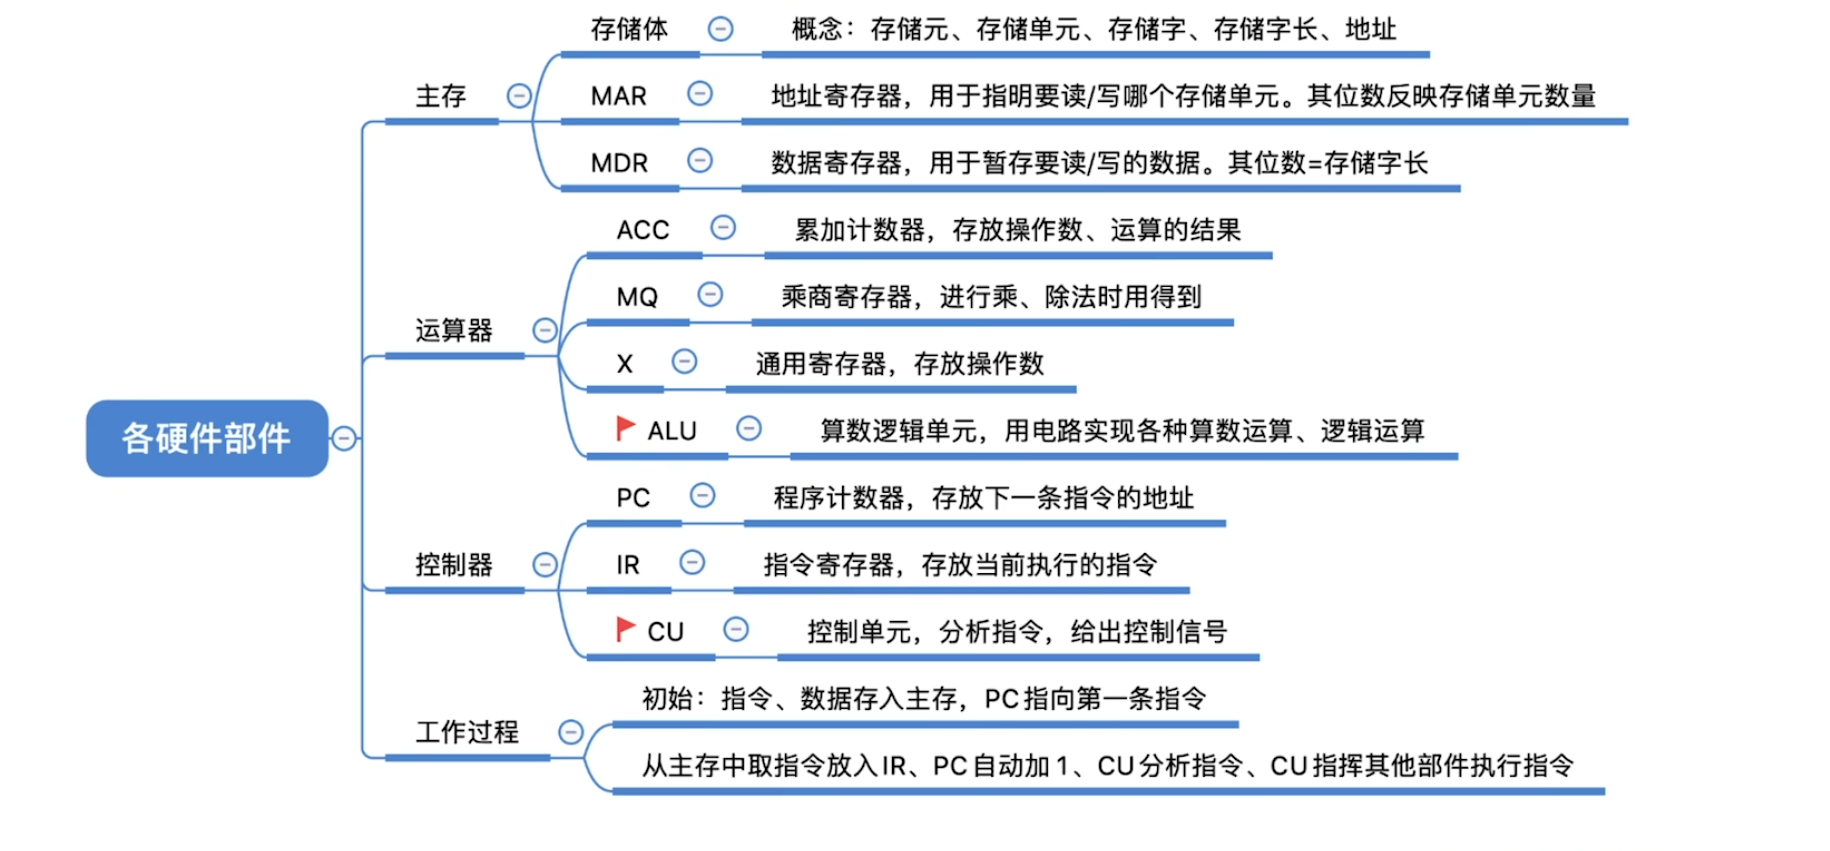 各硬件部件
主存
存储体
概念：存储元、存储单元、存储字、存储字长、地址
MAR
地址寄存器，用于指明要读/写哪个存储单元。其位数反映存储单元数量
MDR
数据寄存器，用于暂存要读/写的数据。其位数=存储字长
运算器
ACC
累加计数器，存放操作数、运算的结果
MQ
乘商寄存器，进行乘、除法时用得到
X
通用寄存器，存放操作数
ALU
算数逻辑单元，用电路实现各种算数运算、逻辑运算
控制器
PC
程序计数器，存放下一条指令的地址
IR
指令寄存器，存放当前执行的指令
CU
控制单元，分析指令，给出控制信号
工作过程
初始：指令、数据存入主存，PC指向第一条指令
从主存中取指令放入IR、PC自动加1、CU分析指令、CU指挥其他部件执行指令